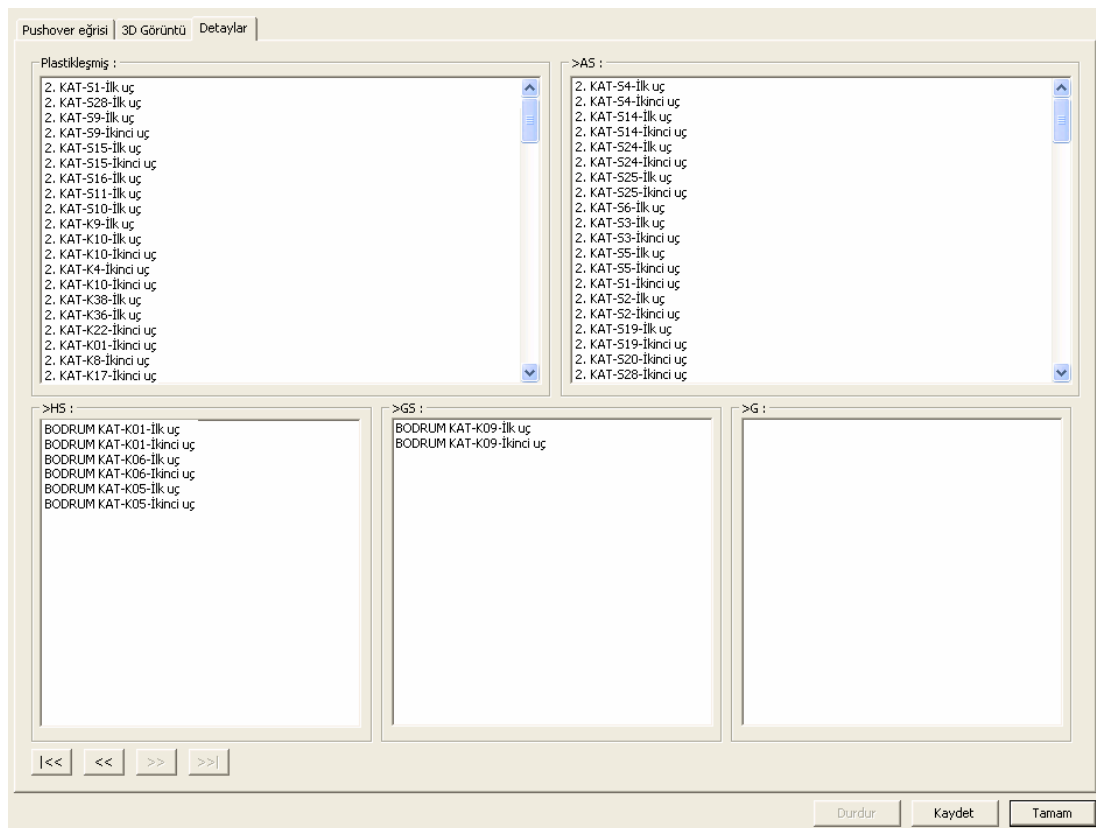 Pushover eğrisi
3D Görüntü
Detaylar
Plastikleşmiş :
2. KAT-S1-İlk uç
2. KAT-S28-İlk uç
2. KAT-S9-İlk uç
2. KAT-S9-İkinci uç
2. KAT-S15-İlk uç
2. KAT-S15-İkinci uç
2. KAT-S16-İlk uç
2. KAT-S11-İlk uç
2. KAT-S10-İlk uç
2. KAT-K9-İlk uç
2. KAT-K10-İlk uç
2. KAT-K10-İkinci uç
2. KAT-K4-İkinci uç
2. KAT-K10-İkinci uç
2. KAT-K38-İlk uç
2. KAT-K36-İlk uç
2. KAT-K22-İkinci uç
2. KAT-K01-İkinci uç
2. KAT-K8-İkinci uç
2. KAT-K17-İkinci uç
>AS :
2. KAT-S4-İlk uç
2. KAT-S4-İkinci uç
2. KAT-S14-İlk uç
2. KAT-S14-İkinci uç
2. KAT-S24-İlk uç
2. KAT-S24-İkinci uç
2. KAT-S25-İlk uç
2. KAT-S25-İkinci uç
2. KAT-S6-İlk uç
2. KAT-S3-İlk uç
2. KAT-S3-İkinci uç
2. KAT-S5-İlk uç
2. KAT-S5-İkinci uç
2. KAT-S1-İkinci uç
2. KAT-S2-İlk uç
2. KAT-S2-İkinci uç
2. KAT-S19-İlk uç
2. KAT-S19-İkinci uç
2. KAT-S20-İkinci uç
2. KAT-S28-İkinci uç
>HS :
BODRUM KAT-K01-İlk uç
BODRUM KAT-K01-İkinci uç
BODRUM KAT-K06-İlk uç
BODRUM KAT-K06-Ikinci uç
BODRUM KAT-K05-İlk uç
BODRUM KAT-K05-İkinci uç
>GS :
BODRUM KAT-K09-İlk uç
BODRUM KAT-K09-İkinci uç
>G :
|<<
<<
>>
>>|
Durdur
Kaydet
Tamam